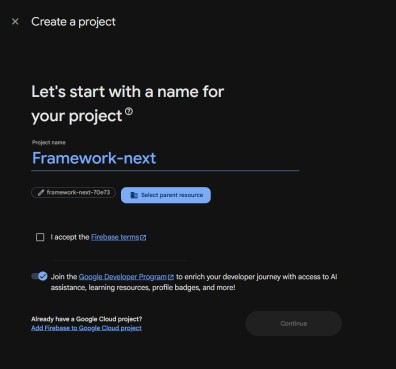 Create a project
Let's start with a name for
your project
Project name
Framework-next
framework-next-70e73
Select parent resource
I accept the Firebase terms
Join the Google Developer Program to enrich your developer journey with access to AI
assistance, learning resources, profile badges, and more!
Already have a Google Cloud project?
Add Firebase to Google Cloud project
Continue